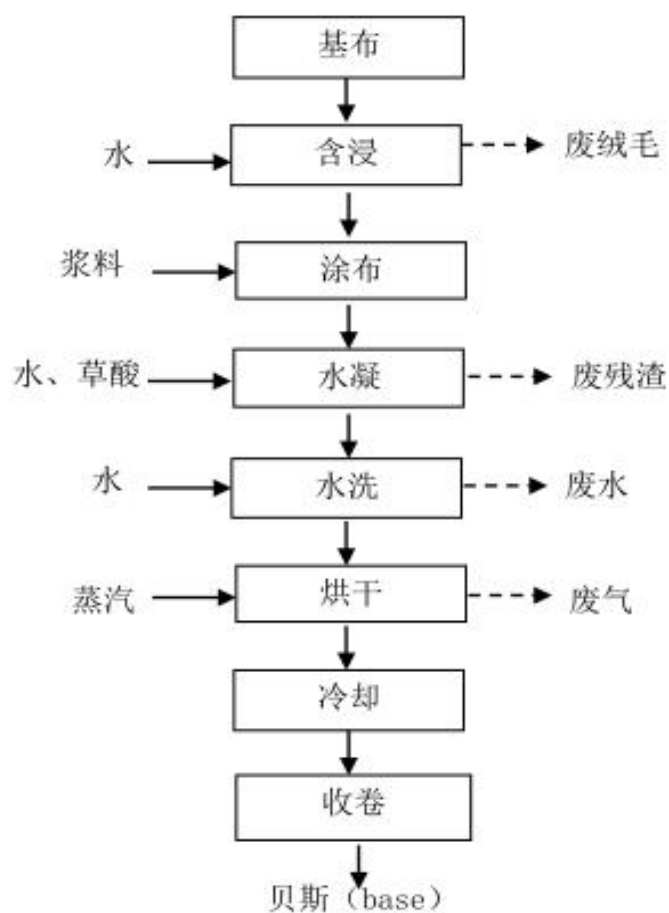 基布
水
含浸
废绒毛
浆料
涂布
水、草酸
水凝
废残渣
水
水洗
废水
蒸汽
烘干
废气
冷却
收卷
贝斯（base）